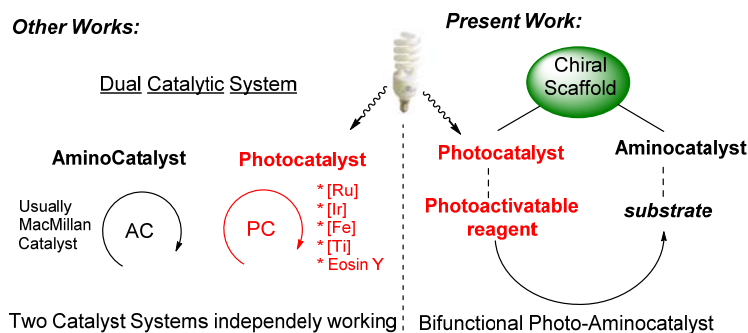 Other Works:
Dual Catalytic System
AminoCatalyst
Photocatalyst
Usually
MacMillan
Catalyst
AC
PC
* [Ru]
* [Ir]
* [Fe]
* [Ti]
* Eosin Y
Two Catalyst Systems independely working
Present Work:
Chiral
Scaffold
Photocatalyst
Aminocatalyst
Photoactivatable
reagent
substrate
Bifunctional Photo-Aminocatalyst